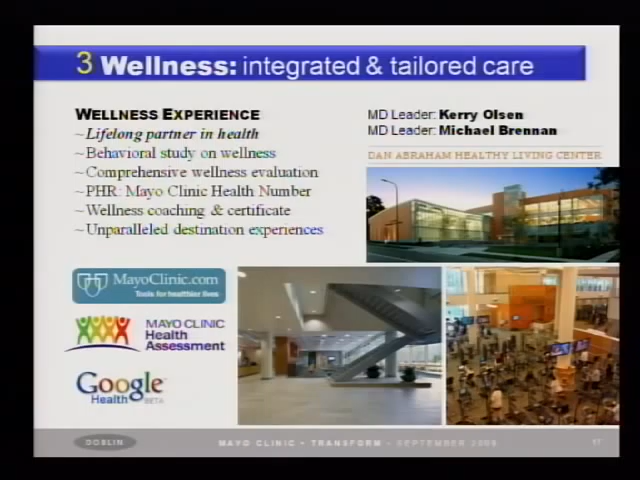 3 Wellness: integrated & tailored care
WELLNESS EXPERIENCE
~Lifelong partner in health
~Behavioral study on wellness
~Comprehensive wellness evaluation
~PHR: Mayo Clinic Health Number
~Wellness coaching & certificate
~Unparalleled destination experiences
MD Leader: Kerry Olsen
MD Leader: Michael Brennan
DAN ABRAHAM HEALTHY LIVING CENTER
MayoClinic.com
Tools for healthier lives
MAYO CLINIC
Health
Assessment
Google
Health BETA
DOBLIN
MAYO CLINIC • TRANSFORM • SEPTEMBER